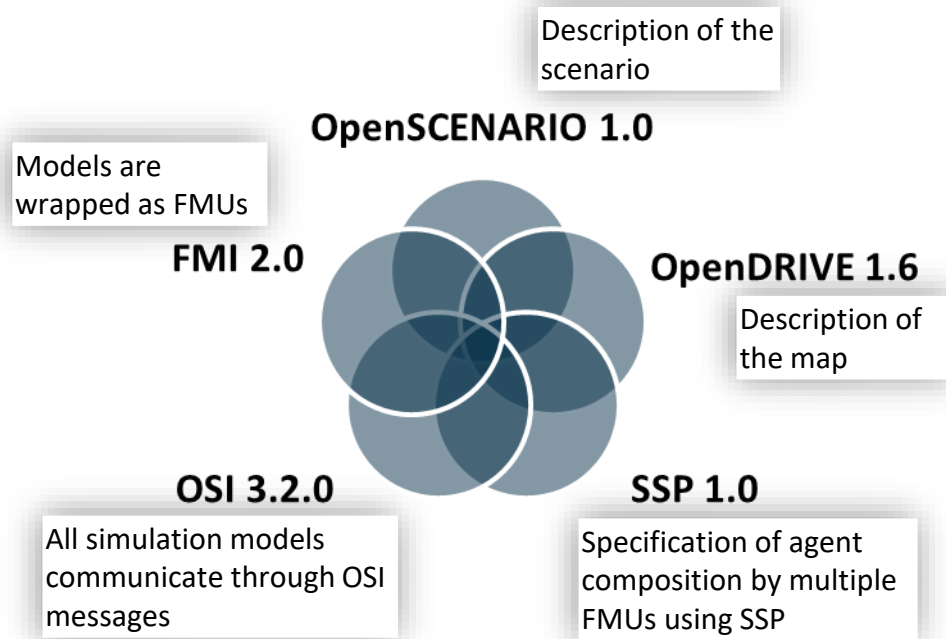 Description of the
scenario
OpenSCENARIO 1.0
Models are
wrapped as FMUs
FMI 2.0
OpenDRIVE 1.6
Description of
the map
OSI 3.2.0
All simulation models
communicate through OSI
messages
SSP 1.0
Specification of agent
composition by multiple
FMUs using SSP